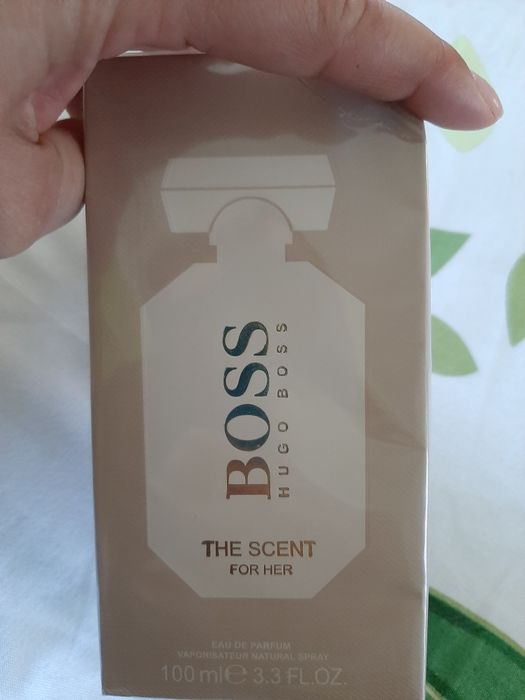 BOSS
HUGO BOSS
THE SCENT
FOR HER
EAU DE PARFUM
VAPORISATEUR NATURAL SPRAY
100 ml ℮ 3.3 FL.OZ.